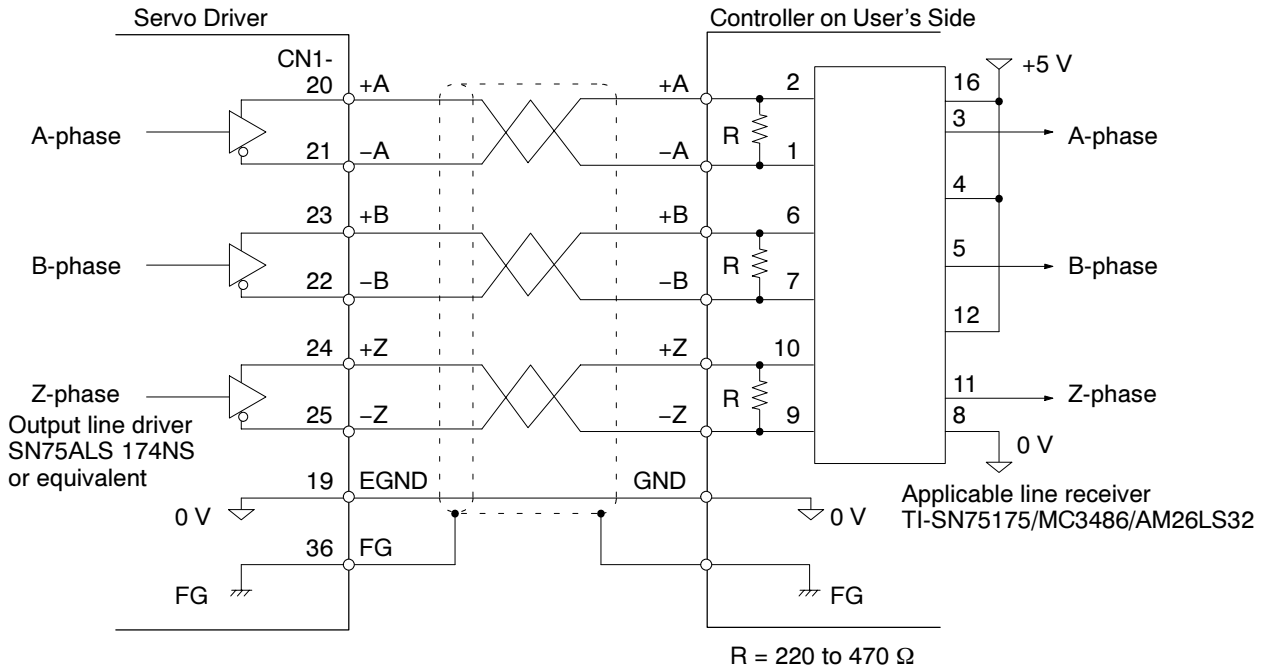 Servo Driver
Controller on User's Side
CN1-
20 +A +A 2 16 +5 V
A-phase R 3 A-phase
21 −A −A 1
4
23 +B +B 6
B-phase R 5 B-phase
22 −B −B 7
12
24 +Z +Z 10
Z-phase R 11 Z-phase
25 −Z −Z 9 8
Output line driver
SN75ALS 174NS
or equivalent
0 V
19 EGND GND
0 V 0 V
Applicable line receiver
TI-SN75175/MC3486/AM26LS32
36 FG
FG FG
R = 220 to 470 Ω